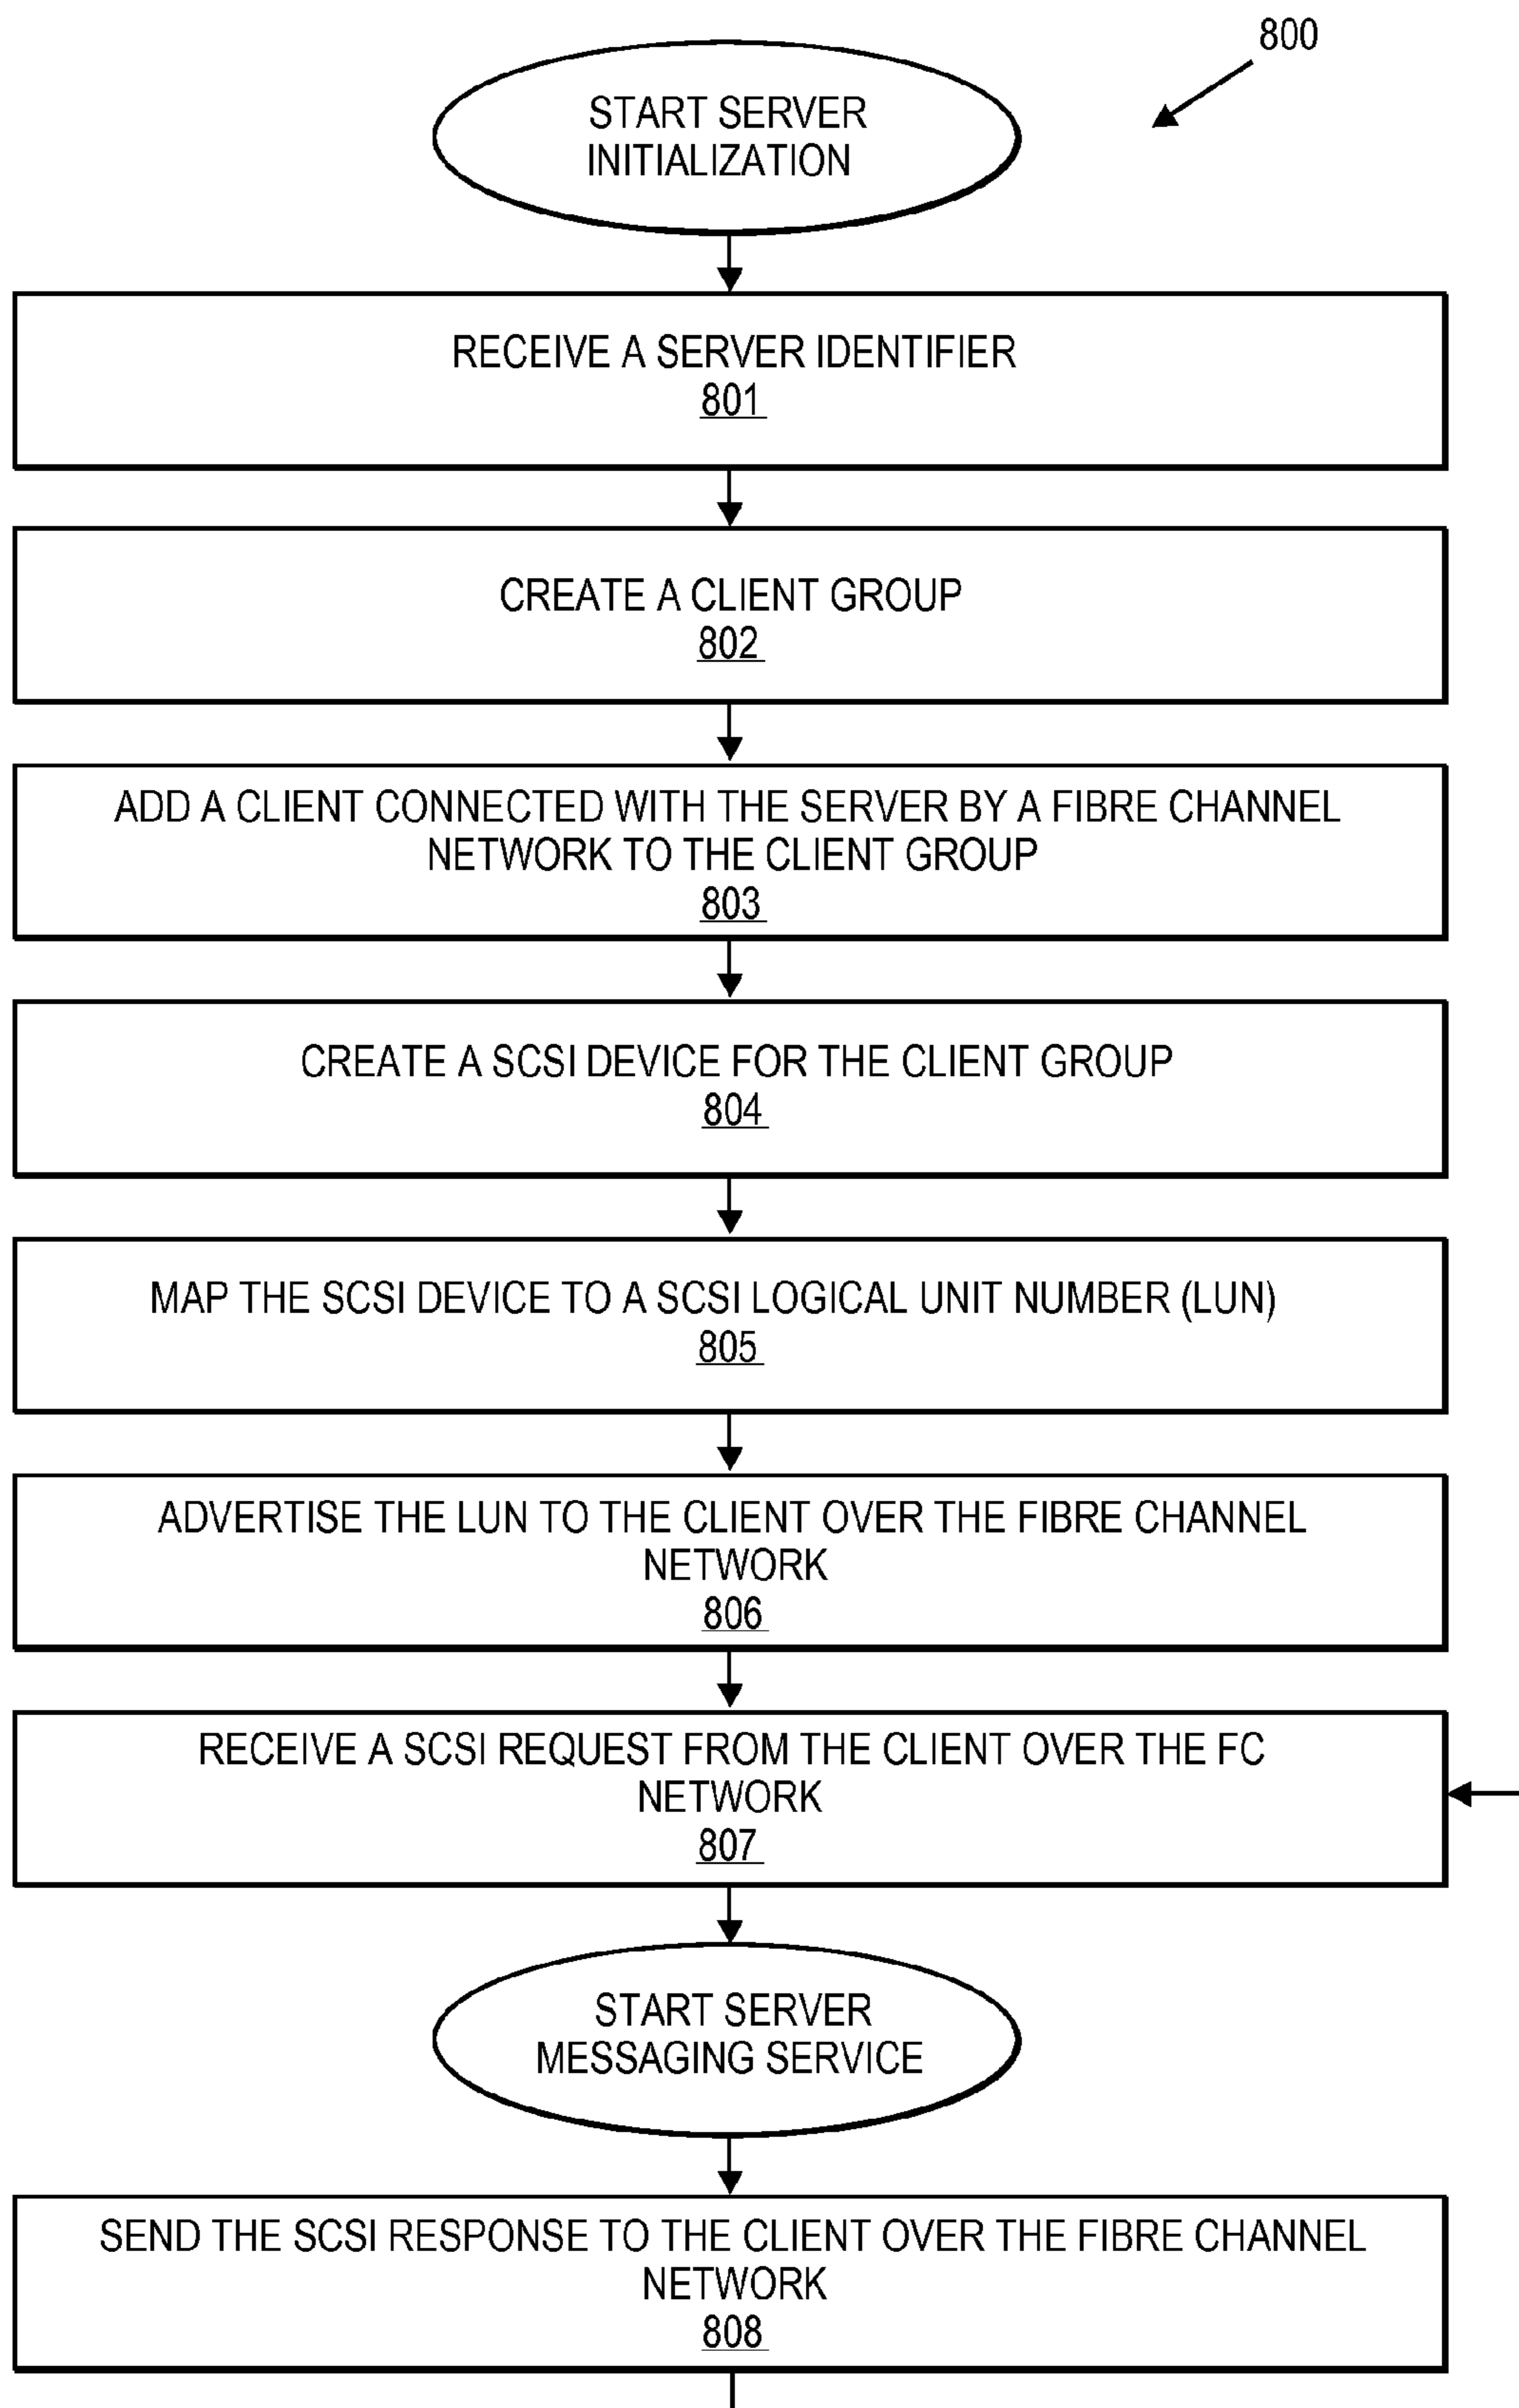 800
START SERVER
INITIALIZATION
RECEIVE A SERVER IDENTIFIER
801
CREATE A CLIENT GROUP
802
ADD A CLIENT CONNECTED WITH THE SERVER BY A FIBRE CHANNEL
NETWORK TO THE CLIENT GROUP
803
CREATE A SCSI DEVICE FOR THE CLIENT GROUP
804
MAP THE SCSI DEVICE TO A SCSI LOGICAL UNIT NUMBER (LUN)
805
ADVERTISE THE LUN TO THE CLIENT OVER THE FIBRE CHANNEL
NETWORK
806
RECEIVE A SCSI REQUEST FROM THE CLIENT OVER THE FC
NETWORK
807
START SERVER
MESSAGING SERVICE
SEND THE SCSI RESPONSE TO THE CLIENT OVER THE FIBRE CHANNEL
NETWORK
808